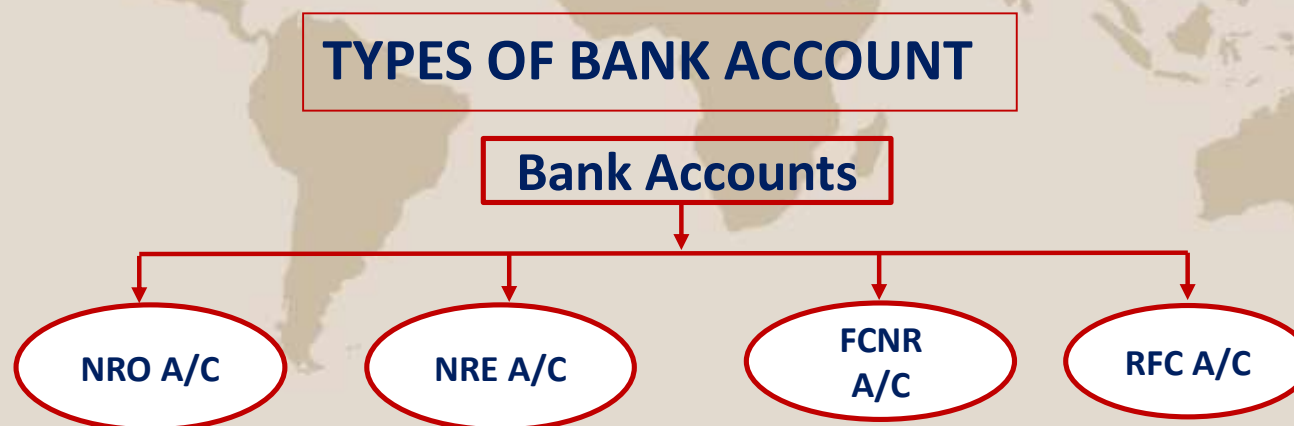 TYPES OF BANK ACCOUNT
Bank Accounts
NRO A/C
NRE A/C
FCNR
A/C
RFC A/C